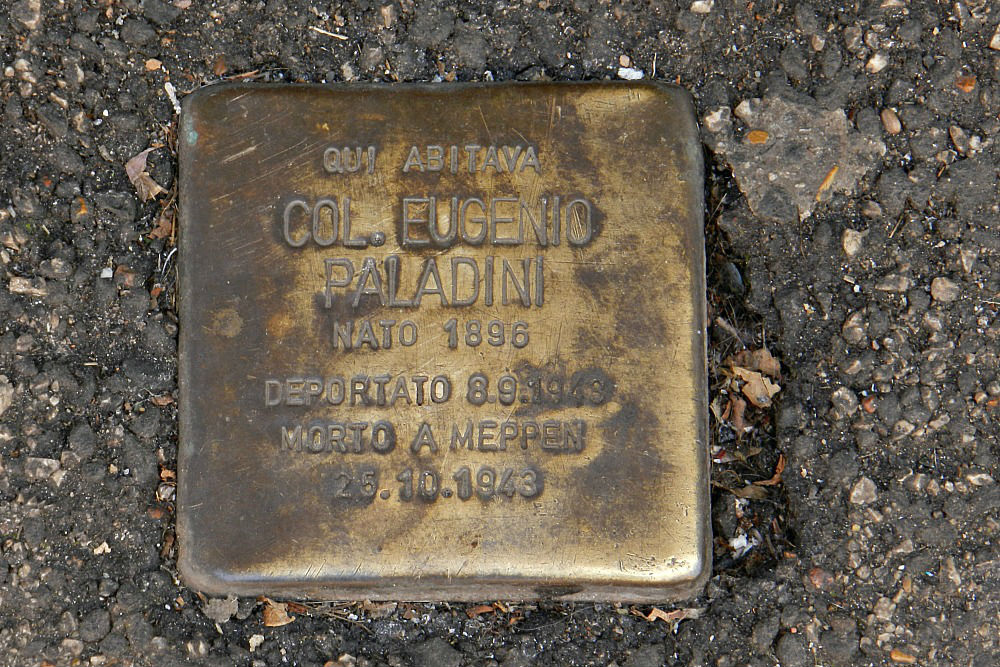 QUI ABITAVA
COL. EUGENIO
PALADINI
NATO 1896
DEPORTATO 8.9.1943
MORTO A MEPPEN
25.10.1943